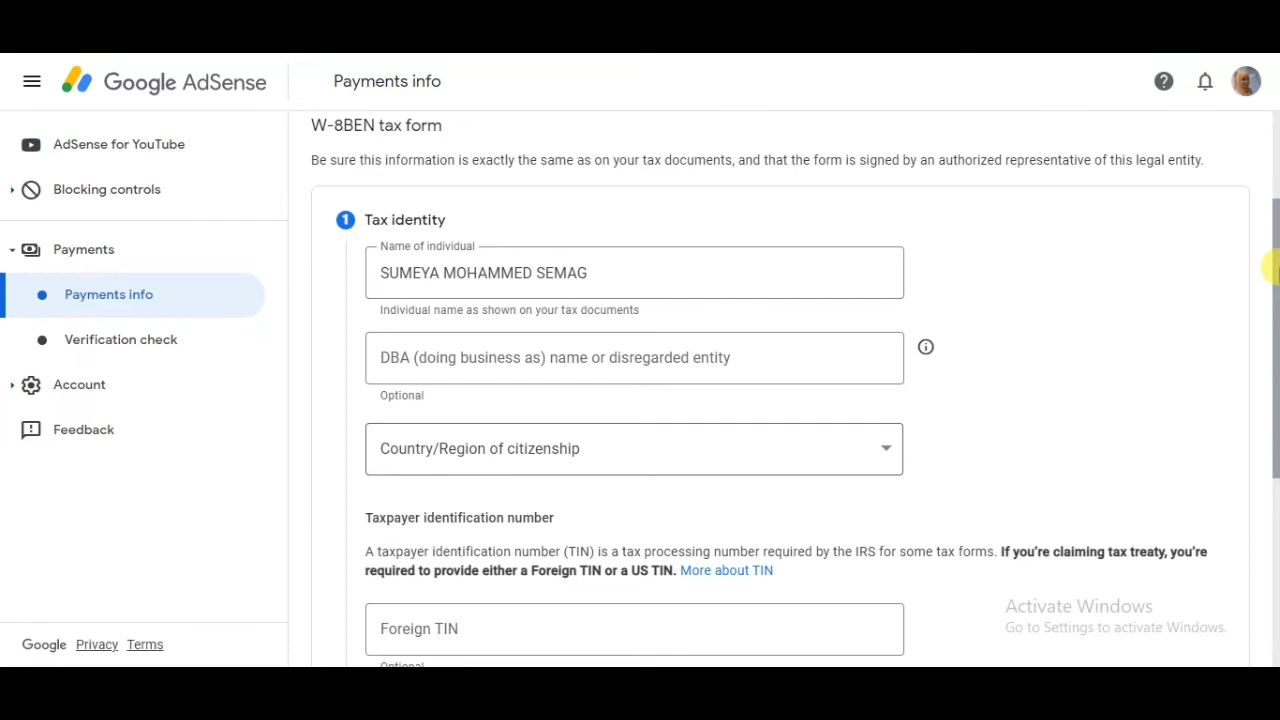 Google AdSense
Payments info
AdSense for YouTube
Blocking controls
Payments
Payments info
Verification check
Account
Feedback
Google Privacy Terms
W-8BEN tax form
Be sure this information is exactly the same as on your tax documents, and that the form is signed by an authorized representative of this legal entity.
1 Tax identity
Name of individual
SUMEYA MOHAMMED SEMAG
Individual name as shown on your tax documents
DBA (doing business as) name or disregarded entity
Optional
Country/Region of citizenship
Taxpayer identification number
A taxpayer identification number (TIN) is a tax processing number required by the IRS for some tax forms. If you’re claiming tax treaty, you’re
required to provide either a Foreign TIN or a US TIN. More about TIN
Foreign TIN
Optional
Activate Windows
Go to Settings to activate Windows.